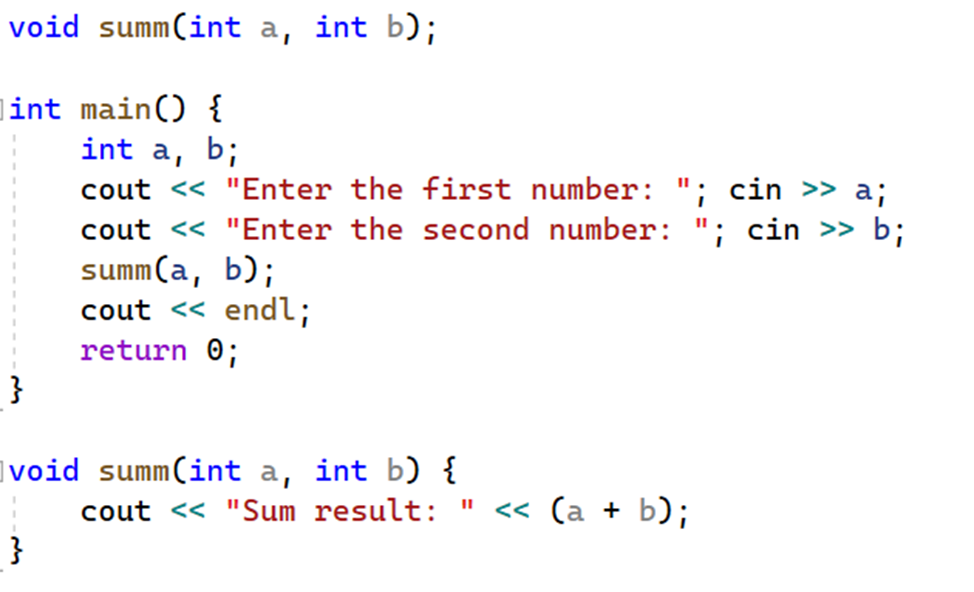 void summ(int a, int b);
int main() {
int a, b;
cout << "Enter the first number: "; cin >> a;
cout << "Enter the second number: "; cin >> b;
summ(a, b);
cout << endl;
return 0;
}
void summ(int a, int b) {
cout << "Sum result: " << (a + b);
}